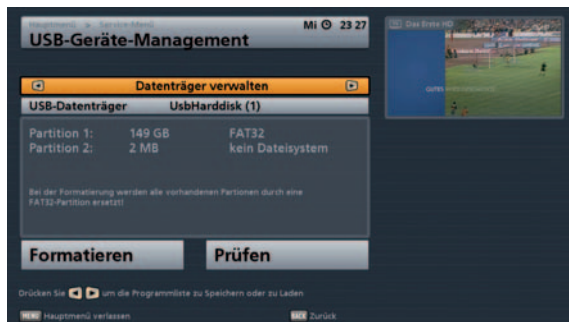 Hauptmenü > Service-Menü
USB-Geräte-Management
Mi 23 27
Das Erste HD
Datenträger verwalten
USB-Datenträger UsbHarddisk (1)
Partition 1: 149 GB FAT32
Partition 2: 2 MB kein Dateisystem
Bei der Formatierung werden alle vorhandenen Partionen durch eine
FAT32-Partition ersetzt!
Formatieren Prüfen
Drücken Sie um die Programmliste zu Speichern oder zu Laden
MENU Hauptmenü verlassen BACK Zurück